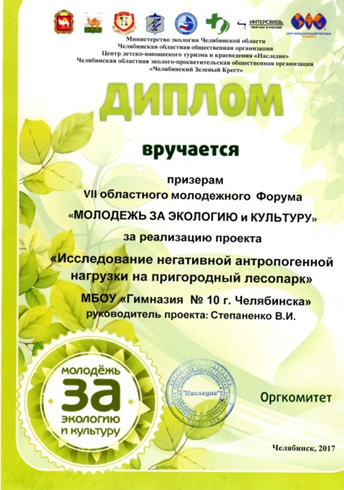 ИНТЕРСВЯЗЬ
Министерство экологии Челябинской области
Челябинская областная общественная организация
Центр детско-юношеского туризма и краеведения «Наследие»
Челябинская областная эколого-просветительская общественная организация
«Челябинский Зеленый Крест»
ДИПЛОМ
вручается
призерам
VII областного молодежного Форума
«МОЛОДЕЖЬ ЗА ЭКОЛОГИЮ и КУЛЬТУРУ»
за реализацию проекта
«Исследование негативной антропогенной
нагрузки на пригородный лесопарк»
МБОУ «Гимназия № 10 г. Челябинска»
руководитель проекта: Степаненко В.И.
МОЛОДЁЖЬ
за
ЭКОЛОГИЮ
и КУЛЬТУРУ
"Наследие"
Оргкомитет
Челябинск, 2017